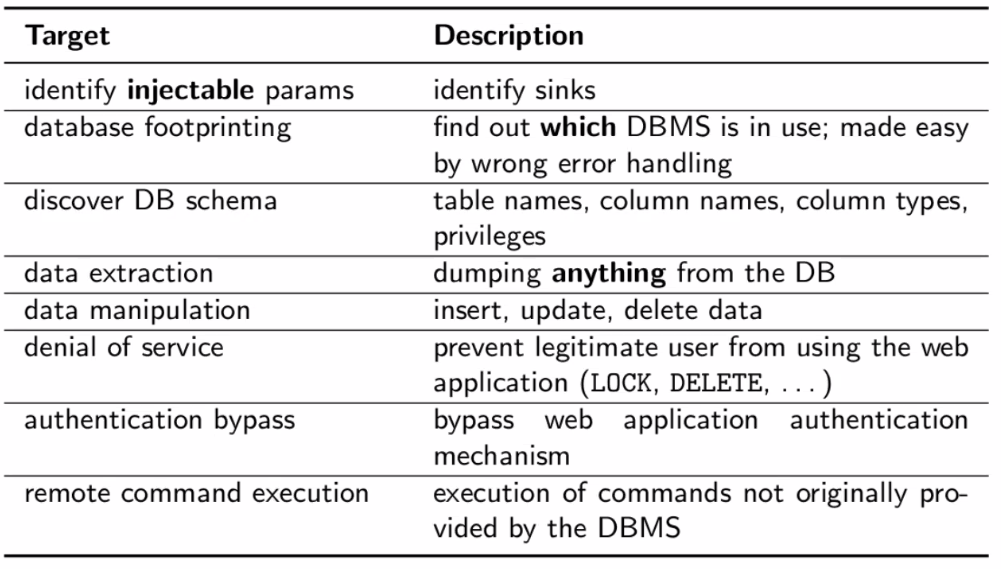 Target Description
identify injectable params identify sinks
database footprinting find out which DBMS is in use; made easy
by wrong error handling
discover DB schema table names, column names, column types,
privileges
data extraction dumping anything from the DB
data manipulation insert, update, delete data
denial of service prevent legitimate user from using the web
application (LOCK, DELETE, ...)
authentication bypass bypass web application authentication
mechanism
remote command execution execution of commands not originally pro-
vided by the DBMS